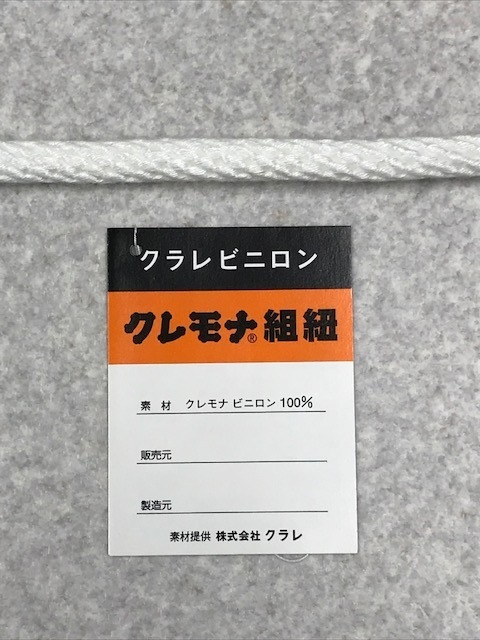 クラレビニロン
クレモナ®組紐
素材 クレモナ ビニロン 100%
販売元
製造元
素材提供 株式会社 クラレ